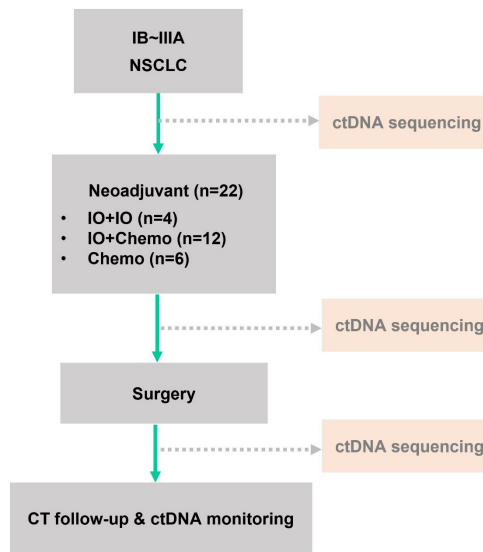 IB~IIIA
NSCLC
ctDNA sequencing
Neoadjuvant (n=22)
• IO+IO (n=4)
• IO+Chemo (n=12)
• Chemo (n=6)
ctDNA sequencing
Surgery
ctDNA sequencing
CT follow-up & ctDNA monitoring